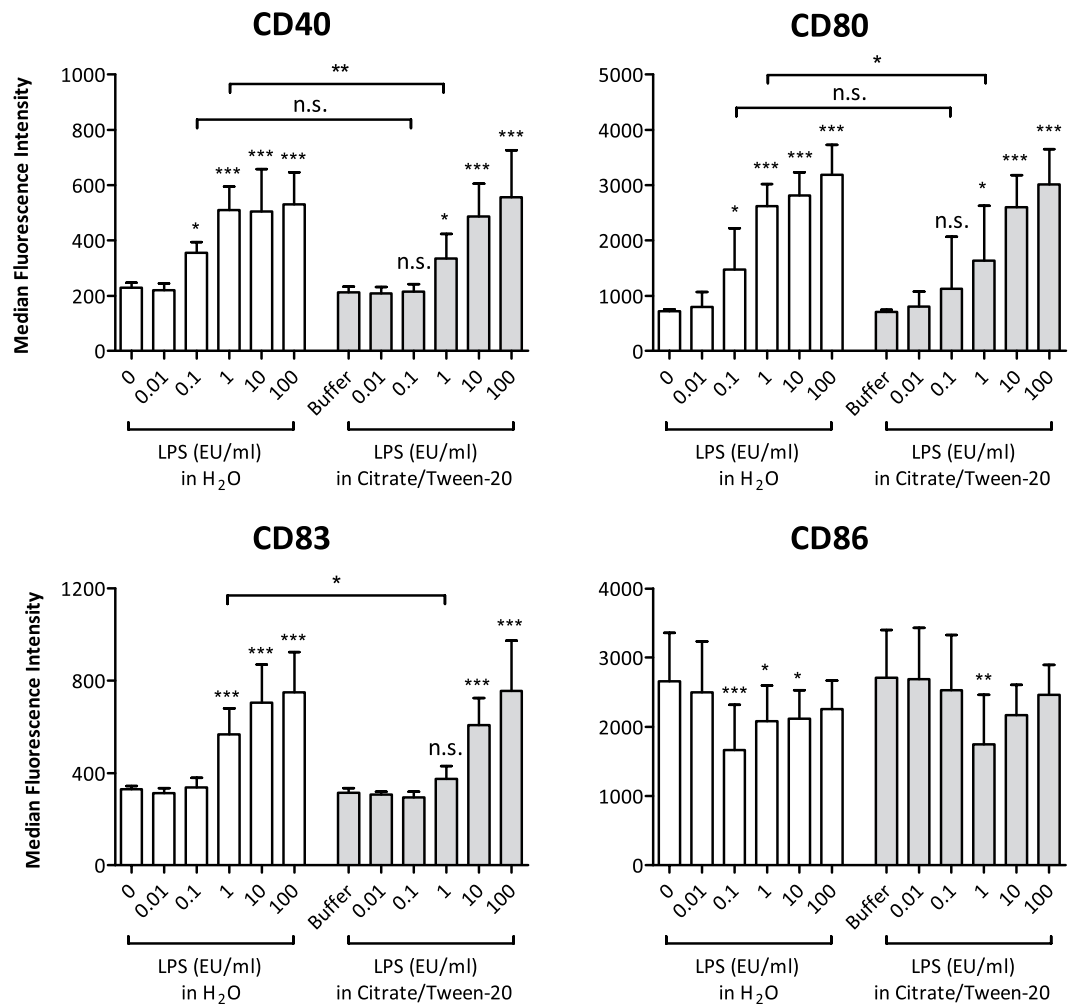 CD40
Median Fluorescence Intensity
1000
800
600
400
200
0
**
n.s.
* *** *** ***
n.s. * *** ***
0 0.01 0.1 1 10 100 Buffer 0.01 0.1 1 10 100
LPS (EU/ml) LPS (EU/ml)
in H₂O in Citrate/Tween-20
CD80
5000
4000
3000
2000
1000
0
*
n.s.
* *** *** ***
n.s. * *** ***
0 0.01 0.1 1 10 100 Buffer 0.01 0.1 1 10 100
LPS (EU/ml) LPS (EU/ml)
in H₂O in Citrate/Tween-20
CD83
Median Fluorescence Intensity
1200
800
400
0
*
*** *** ***
n.s. *** ***
0 0.01 0.1 1 10 100 Buffer 0.01 0.1 1 10 100
LPS (EU/ml) LPS (EU/ml)
in H₂O in Citrate/Tween-20
CD86
4000
3000
2000
1000
0
*** * *
**
0 0.01 0.1 1 10 100 Buffer 0.01 0.1 1 10 100
LPS (EU/ml) LPS (EU/ml)
in H₂O in Citrate/Tween-20